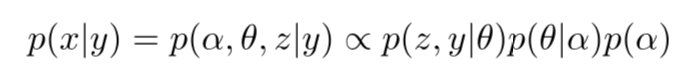 p(x|y) = p(α, θ, z|y) ∝ p(z, y|θ)p(θ|α)p(α)